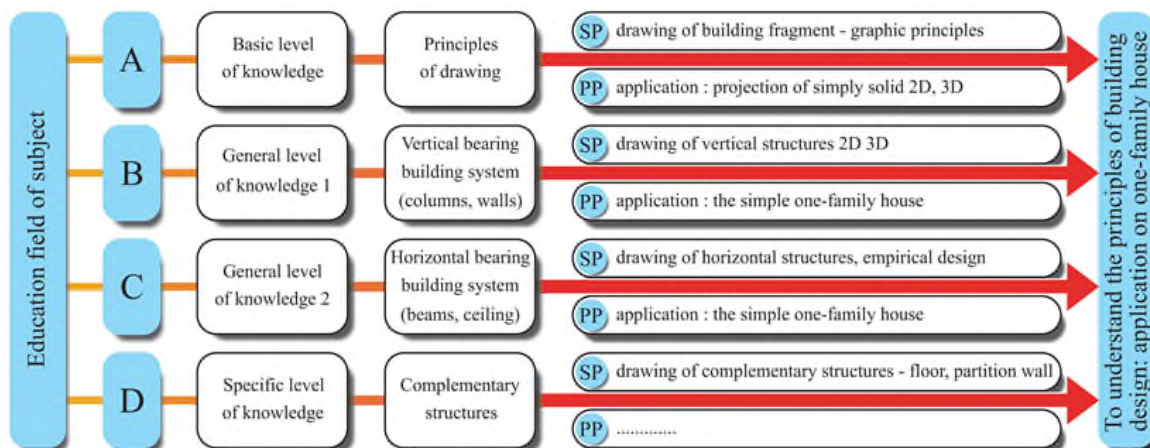 Education field of subject
A
Basic level
of knowledge
Principles
of drawing
SP drawing of building fragment - graphic principles
PP application : projection of simply solid 2D, 3D
B
General level
of knowledge 1
Vertical bearing
building system
(columns, walls)
SP drawing of vertical structures 2D 3D
PP application : the simple one-family house
C
General level
of knowledge 2
Horizontal bearing
building system
(beams, ceiling)
SP drawing of horizontal structures, empirical design
PP application : the simple one-family house
D
Specific level
of knowledge
Complementary
structures
SP drawing of complementary structures - floor, partition wall
PP .............
To understand the principles of building
design: application on one-family house